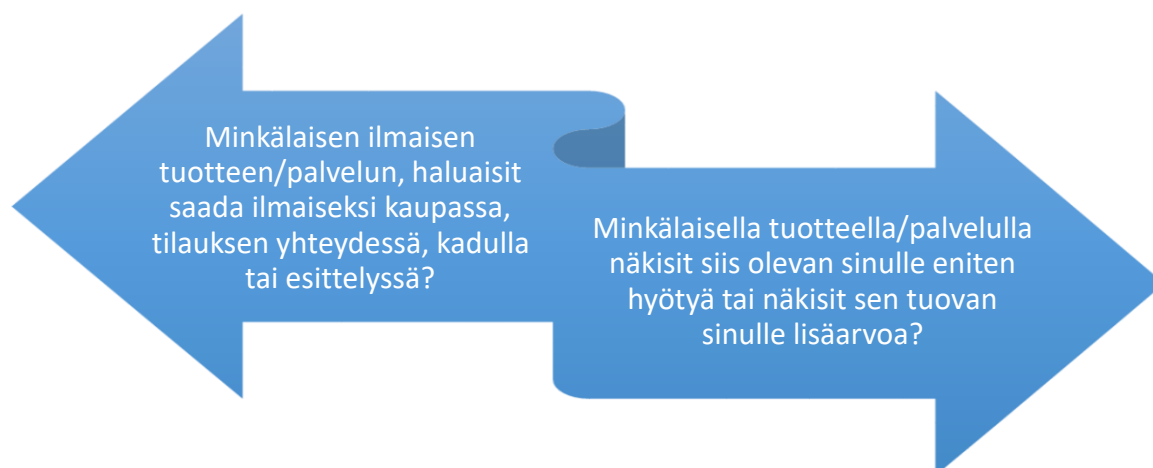 Minkälaisen ilmaisen
tuotteen/palvelun, haluaisit
saada ilmaiseksi kaupassa,
tilauksen yhteydessä, kadulla
tai esittelyssä?
Minkälaisella tuotteella/palvelulla
näkisit siis olevan sinulle eniten
hyötyä tai näkisit sen tuovan
sinulle lisäarvoa?